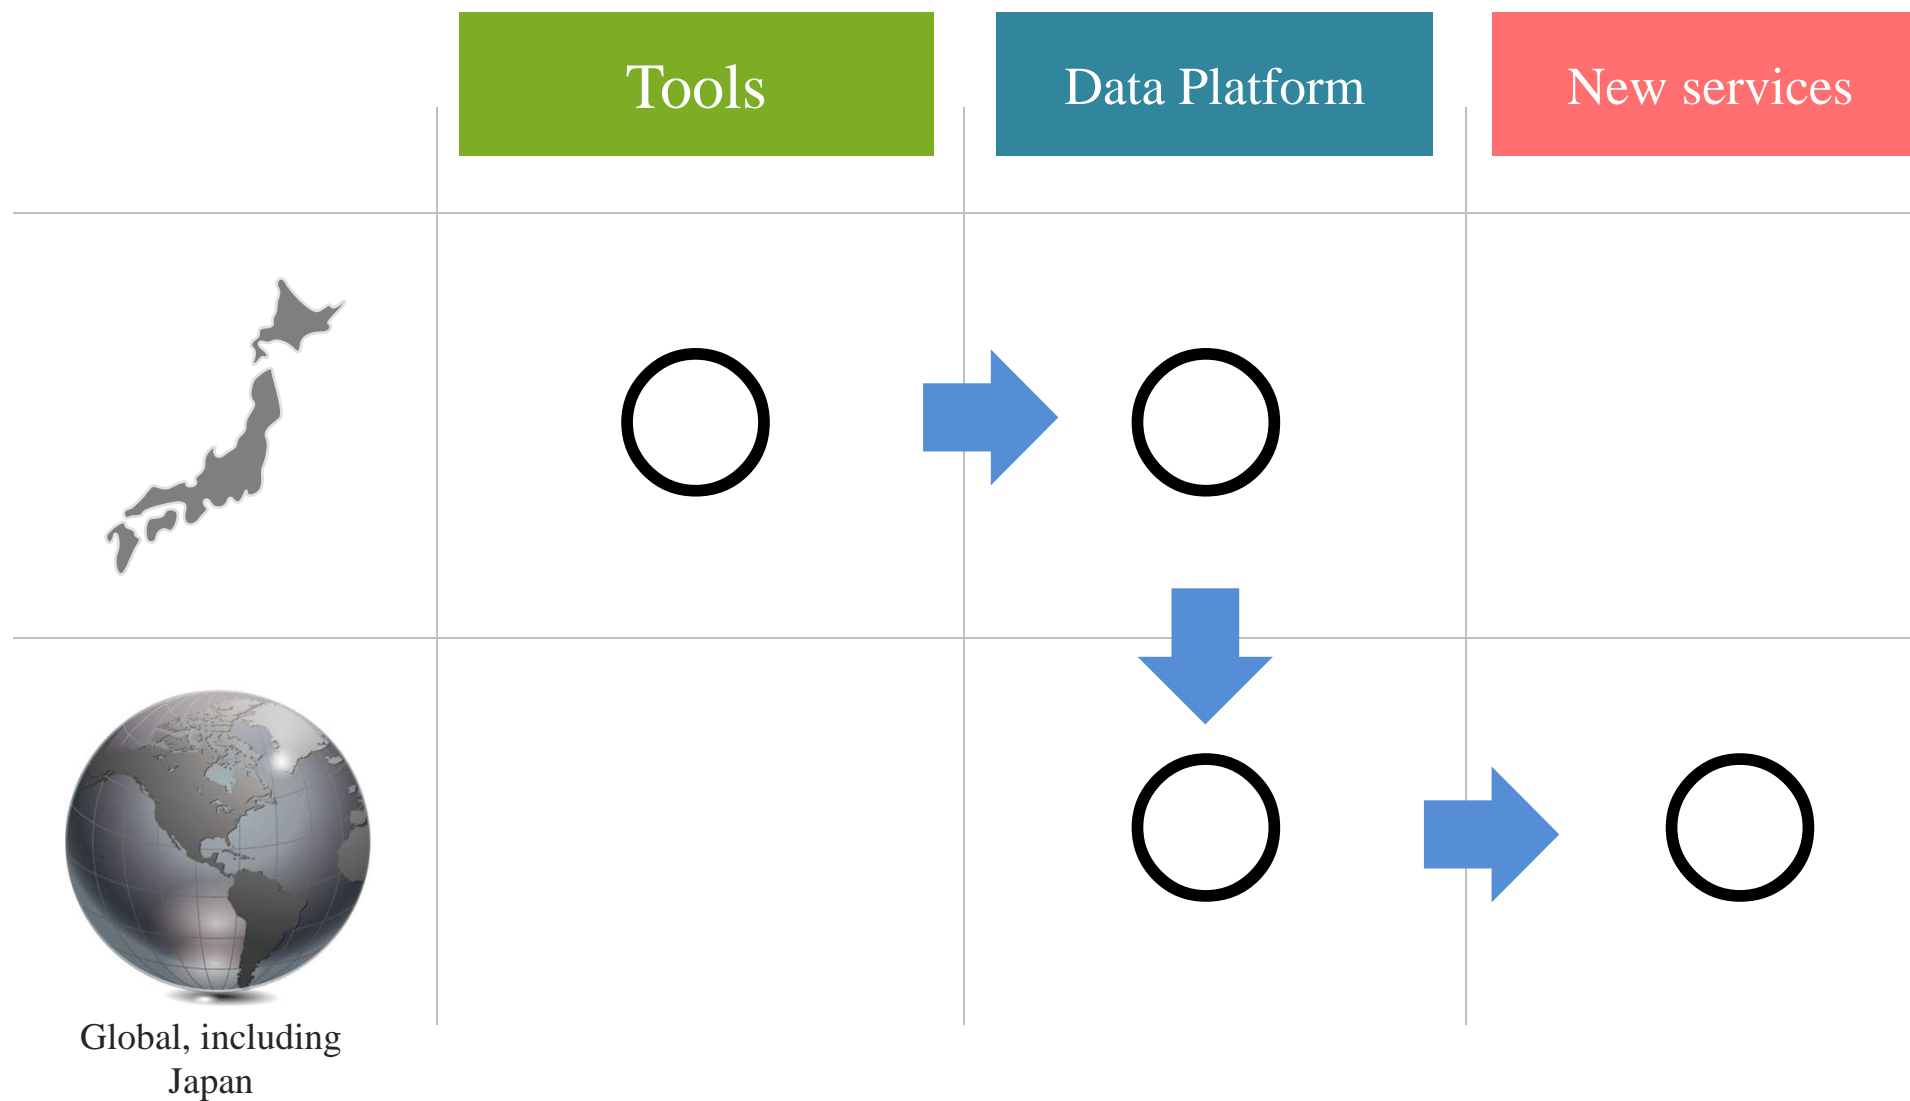 Tools
Data Platform
New services
Global, including
Japan